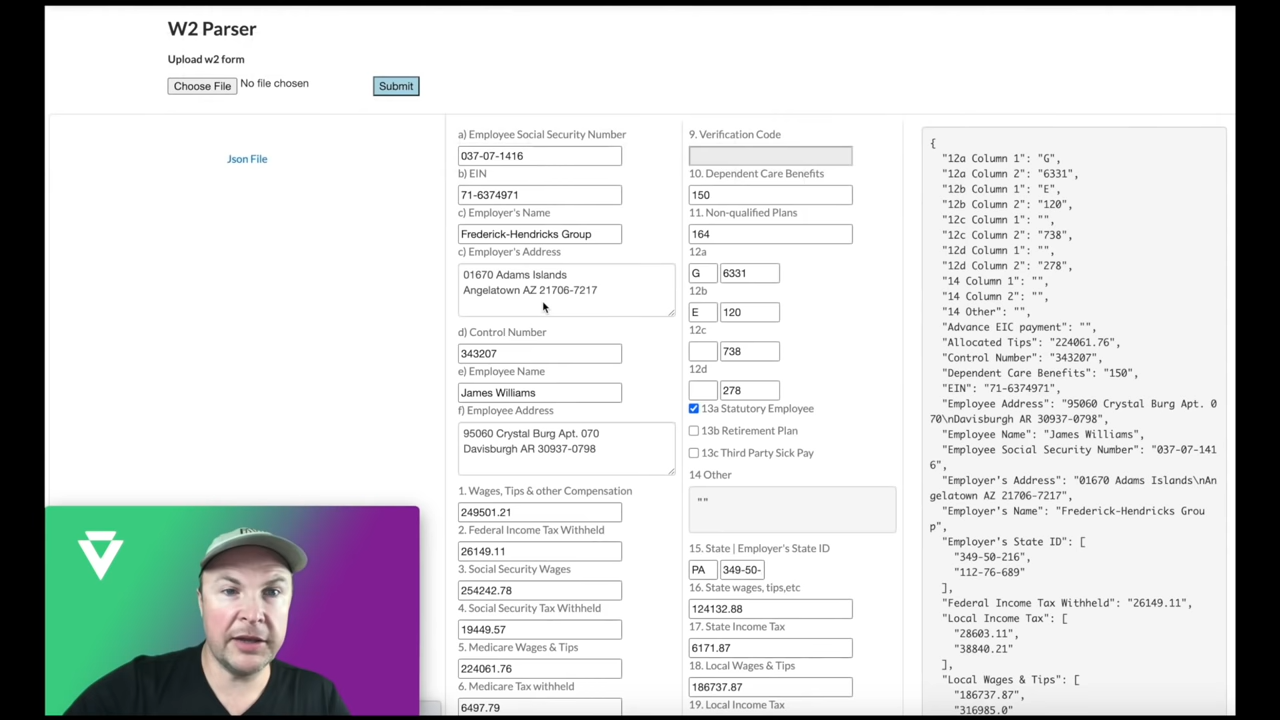 W2 Parser
Upload w2 form
Choose File No file chosen
Submit
Json File
a) Employee Social Security Number
037-07-1416
b) EIN
71-6374971
c) Employer's Name
Frederick-Hendricks Group
c) Employer's Address
01670 Adams Islands
Angelatown AZ 21706-7217
d) Control Number
343207
e) Employee Name
James Williams
f) Employee Address
95060 Crystal Burg Apt. 070
Davisburgh AR 30937-0798
1. Wages, Tips & other Compensation
249501.21
2. Federal Income Tax Withheld
26149.11
3. Social Security Wages
254242.78
4. Social Security Tax Withheld
19449.57
5. Medicare Wages & Tips
224061.76
6. Medicare Tax withheld
6497.79
9. Verification Code
10. Dependent Care Benefits
150
11. Non-qualified Plans
164
12a
G 6331
12b
E 120
12c
738
12d
278
13a Statutory Employee
13b Retirement Plan
13c Third Party Sick Pay
14 Other
""
15. State | Employer's State ID
PA 349-50-
16. State wages, tips,etc
124132.88
17. State Income Tax
6171.87
18. Local Wages & Tips
186737.87
19. Local Income Tax
{
"12a Column 1": "G",
"12a Column 2": "6331",
"12b Column 1": "E",
"12b Column 2": "120",
"12c Column 1": "",
"12c Column 2": "738",
"12d Column 1": "",
"12d Column 2": "278",
"14 Column 1": "",
"14 Column 2": "",
"14 Other": "",
"Advance EIC payment": "",
"Allocated Tips": "224061.76",
"Control Number": "343207",
"Dependent Care Benefits": "150",
"EIN": "71-6374971",
"Employee Address": "95060 Crystal Burg Apt. 0
70\nDavisburgh AR 30937-0798",
"Employee Name": "James Williams",
"Employee Social Security Number": "037-07-141
6",
"Employer's Address": "01670 Adams Islands\nAn
gelatown AZ 21706-7217",
"Employer's Name": "Frederick-Hendricks Grou
p",
"Employer's State ID": [
"349-50-216",
"112-76-689"
],
"Federal Income Tax Withheld": "26149.11",
"Local Income Tax": [
"28603.11",
"38840.21"
],
"Local Wages & Tips": [
"186737.87",
"316985.0"